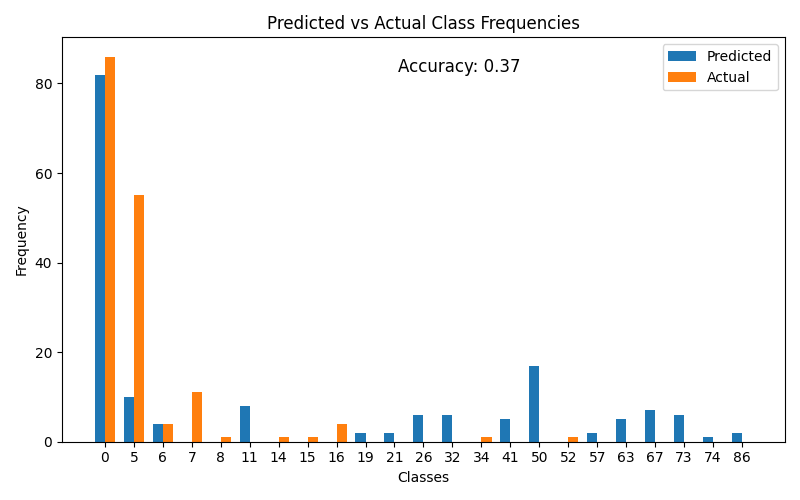 Predicted vs Actual Class Frequencies
Accuracy: 0.37
Predicted
Actual
Frequency
80
60
40
20
0
0 5 6 7 8 11 14 15 16 19 21 26 32 34 41 50 52 57 63 67 73 74 86
Classes